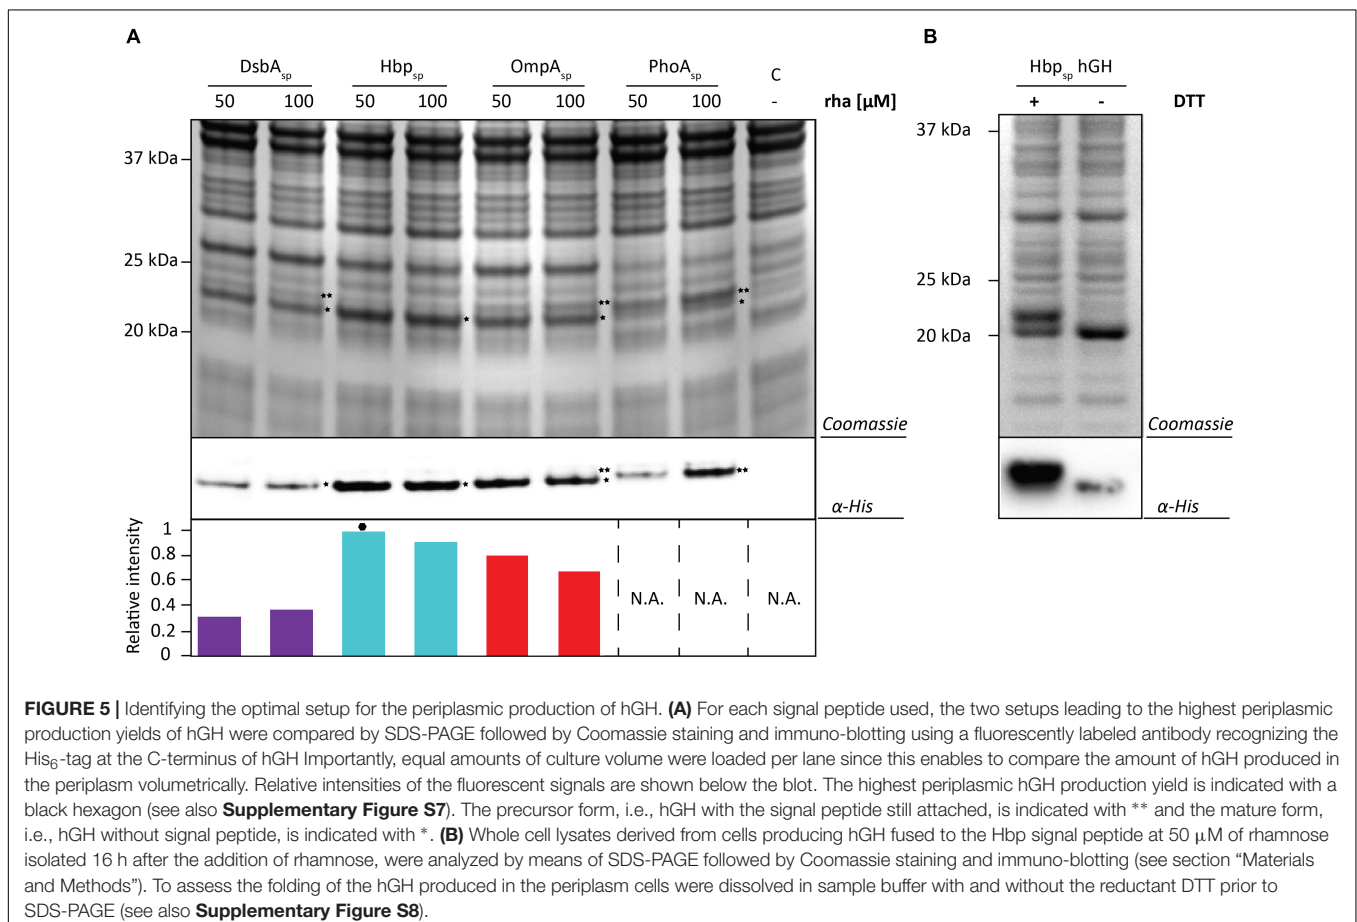 A
B
DsbAsp Hbpsp OmpAsp PhoAsp C
Hbpsp hGH
50 100 50 100 50 100 50 100 - rha [µM]
+ - DTT
37 kDa
25 kDa
20 kDa
37 kDa
25 kDa
20 kDa
**
*
*
**
*
**
*
Coomassie
Coomassie
*
*
**
*
**
α-His
α-His
Relative intensity
1
0.8
0.6
0.4
0.2
0
N.A. N.A. N.A.
FIGURE 5 | Identifying the optimal setup for the periplasmic production of hGH. (A) For each signal peptide used, the two setups leading to the highest periplasmic
production yields of hGH were compared by SDS-PAGE followed by Coomassie staining and immuno-blotting using a fluorescently labeled antibody recognizing the
His6-tag at the C-terminus of hGH Importantly, equal amounts of culture volume were loaded per lane since this enables to compare the amount of hGH produced in
the periplasm volumetrically. Relative intensities of the fluorescent signals are shown below the blot. The highest periplasmic hGH production yield is indicated with a
black hexagon (see also Supplementary Figure S7). The precursor form, i.e., hGH with the signal peptide still attached, is indicated with ** and the mature form,
i.e., hGH without signal peptide, is indicated with *. (B) Whole cell lysates derived from cells producing hGH fused to the Hbp signal peptide at 50 µM of rhamnose
isolated 16 h after the addition of rhamnose, were analyzed by means of SDS-PAGE followed by Coomassie staining and immuno-blotting (see section “Materials
and Methods”). To assess the folding of the hGH produced in the periplasm cells were dissolved in sample buffer with and without the reductant DTT prior to
SDS-PAGE (see also Supplementary Figure S8).